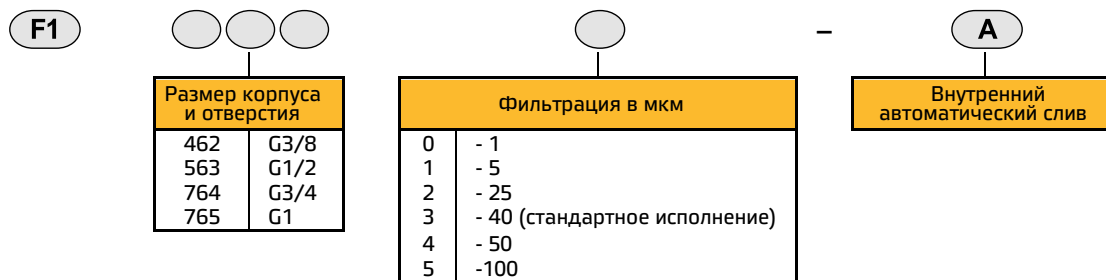 F1 – A
Размер корпуса
и отверстия
462 G3/8
563 G1/2
764 G3/4
765 G1
Фильтрация в мкм
0 - 1
1 - 5
2 - 25
3 - 40 (стандартное исполнение)
4 - 50
5 -100
Внутренний
автоматический слив